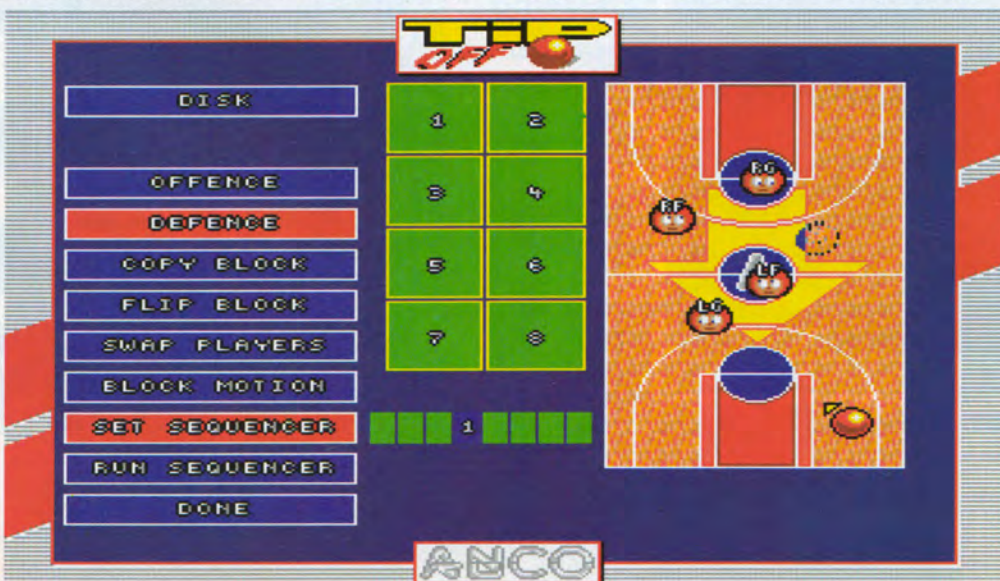 TIP
OFF
DISK
OFFENCE
DEFENCE
COPY BLOCK
FLIP BLOCK
SWAP PLAYERS
BLOCK MOTION
SET SEQUENCER
RUN SEQUENCER
DONE
1 2
3 4
5 6
7 8
1
RG
RF
LF
LG
ANCO